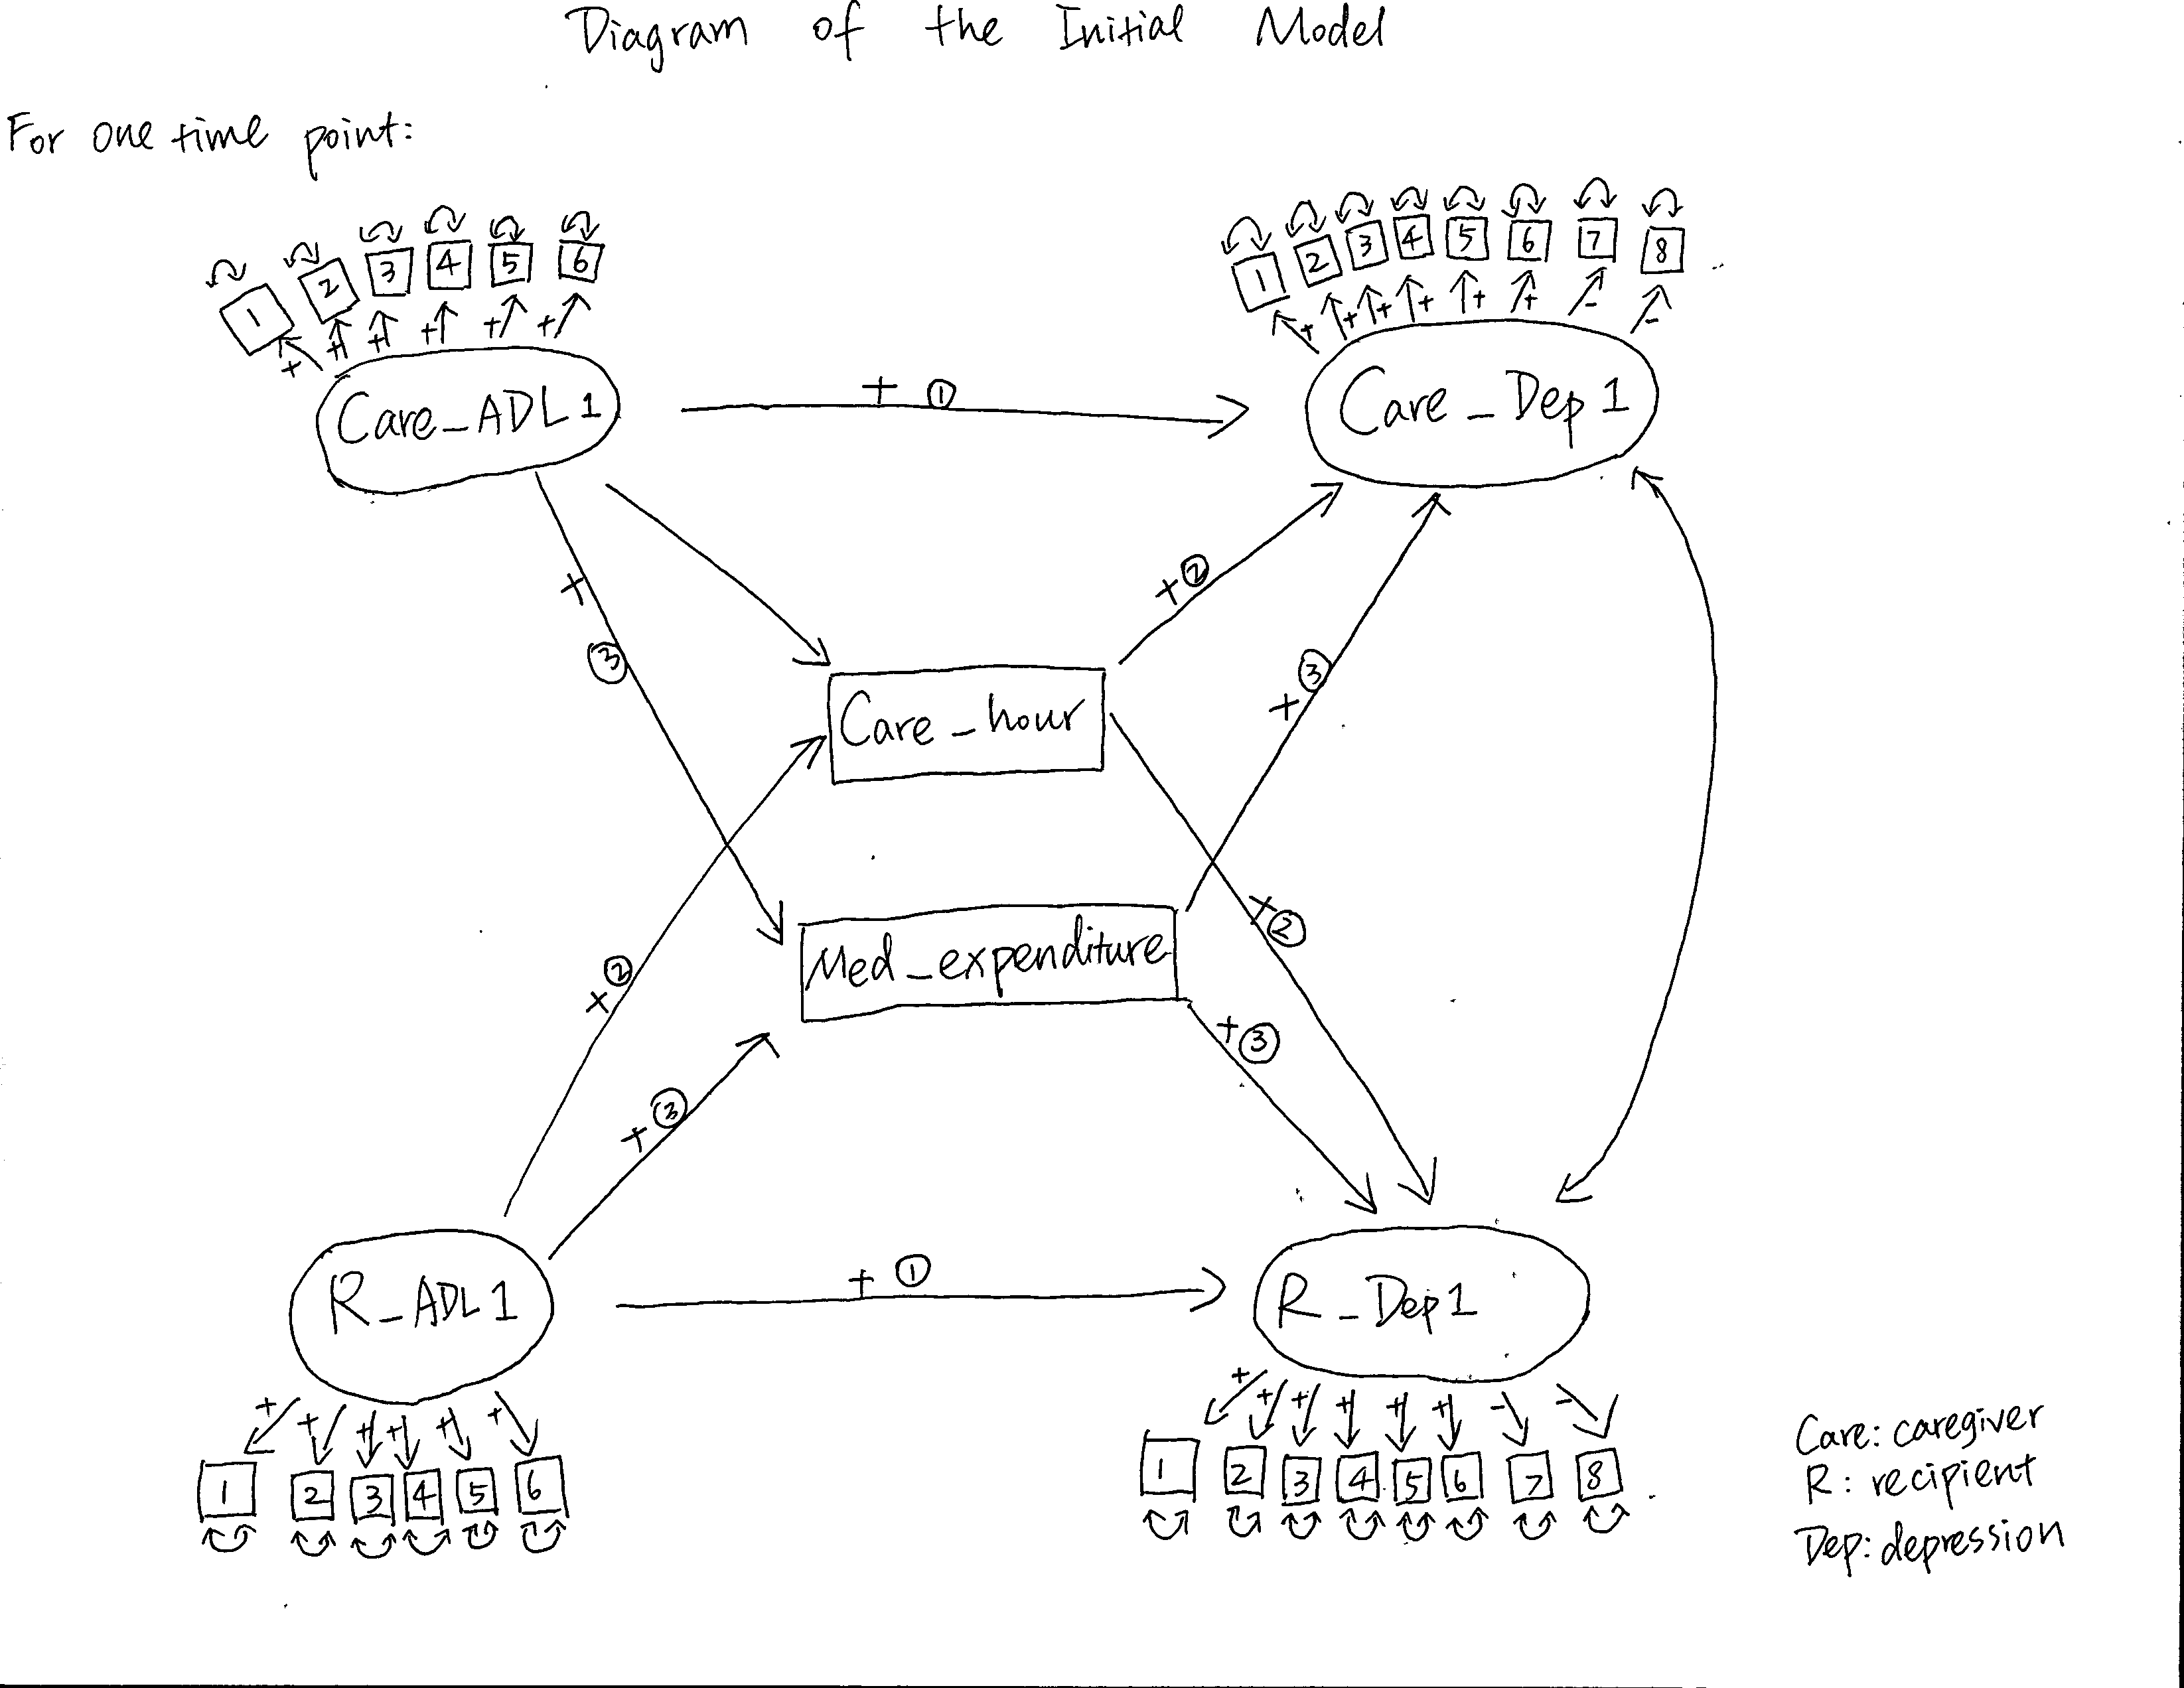 Diagram of the Initial Model
For one time point:
1 2 3 4 5 6
+ + + + + +
Care_ADL1
1 2 3 4 5 6 7 8
+ + + + + + - -
Care_Dep1
+ ①
+
③
+ ②
+ ③
Care_hour
Med_expenditure
+ ②
+ ③
+ ②
+ ③
R_ADL1
+ ①
R_Dep1
+ + + + + +
1 2 3 4 5 6
+ + + + + + - -
1 2 3 4 5 6 7 8
Care: caregiver
R: recipient
Dep: depression